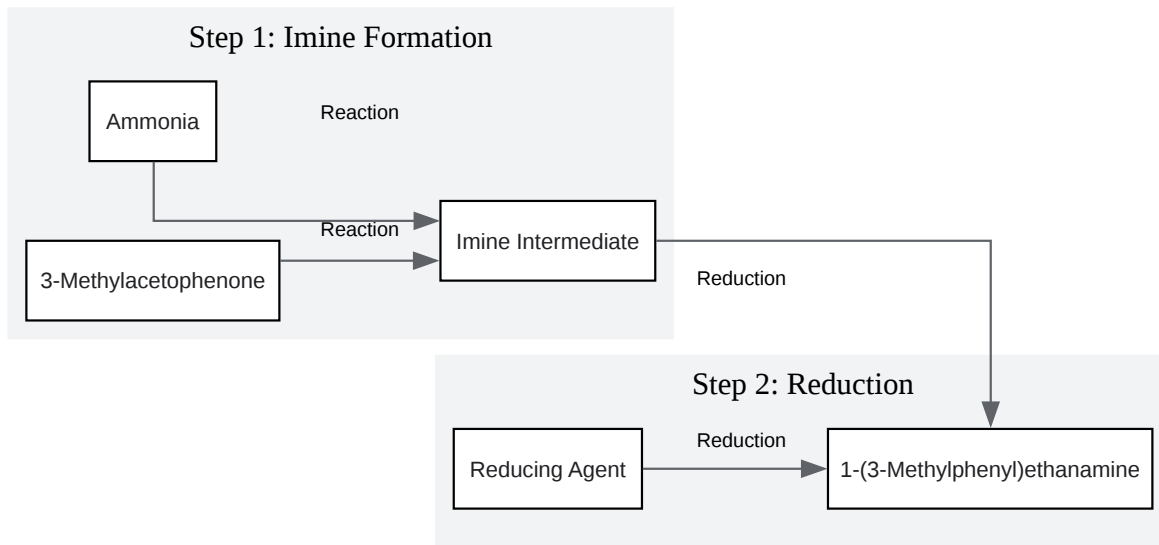 Step 1: Imine Formation
Ammonia
Reaction
Reaction
3-Methylacetophenone
Imine Intermediate
Reduction
Step 2: Reduction
Reducing Agent
Reduction
1-(3-Methylphenyl)ethanamine